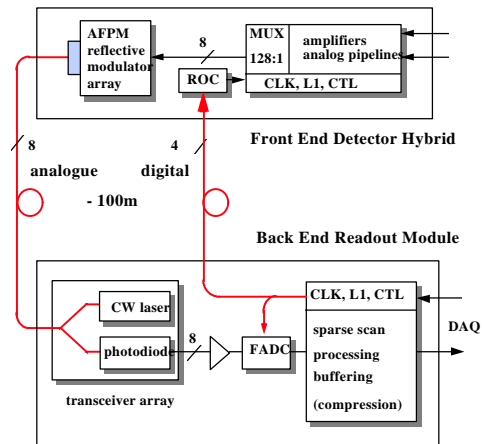 AFPM
reflective
modulator
array
8
MUX
128:1
amplifiers
analog pipelines
ROC
CLK, L1, CTL
Front End Detector Hybrid
8
4
analogue
digital
- 100m
Back End Readout Module
CLK, L1, CTL
CW laser
photodiode
8
FADC
sparse scan
processing
buffering
(compression)
DAQ
transceiver array